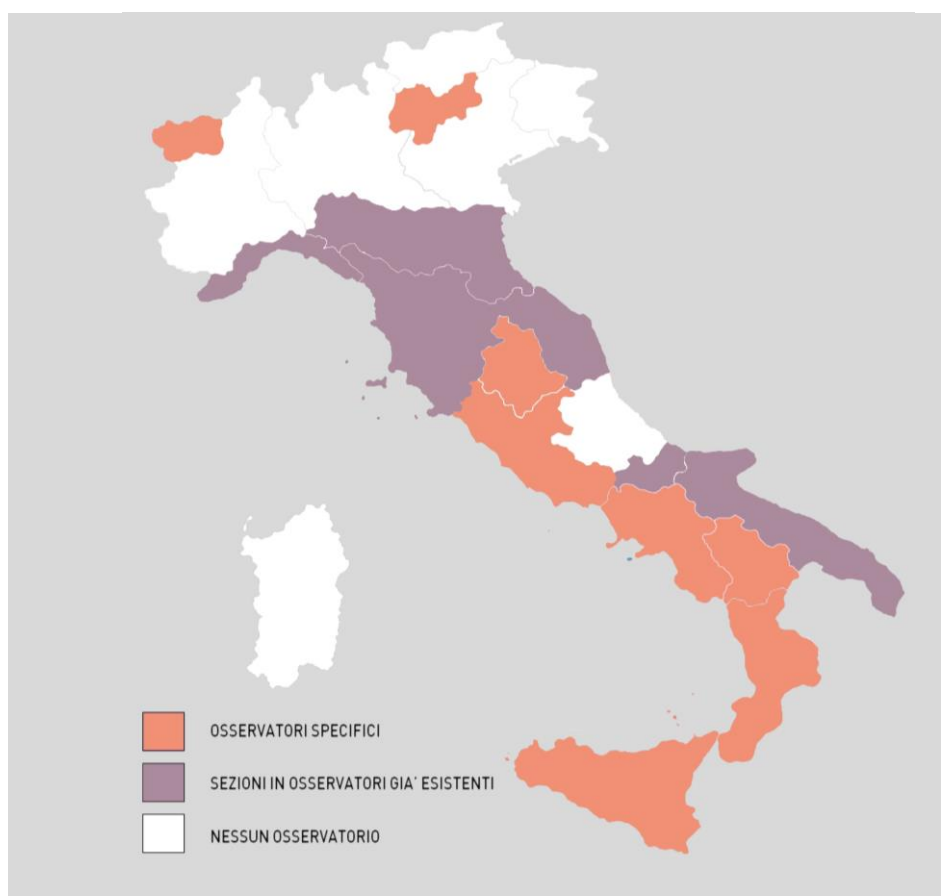 OSSERVATORI SPECIFICI
SEZIONI IN OSSERVATORI GIA' ESISTENTI
NESSUN OSSERVATORIO